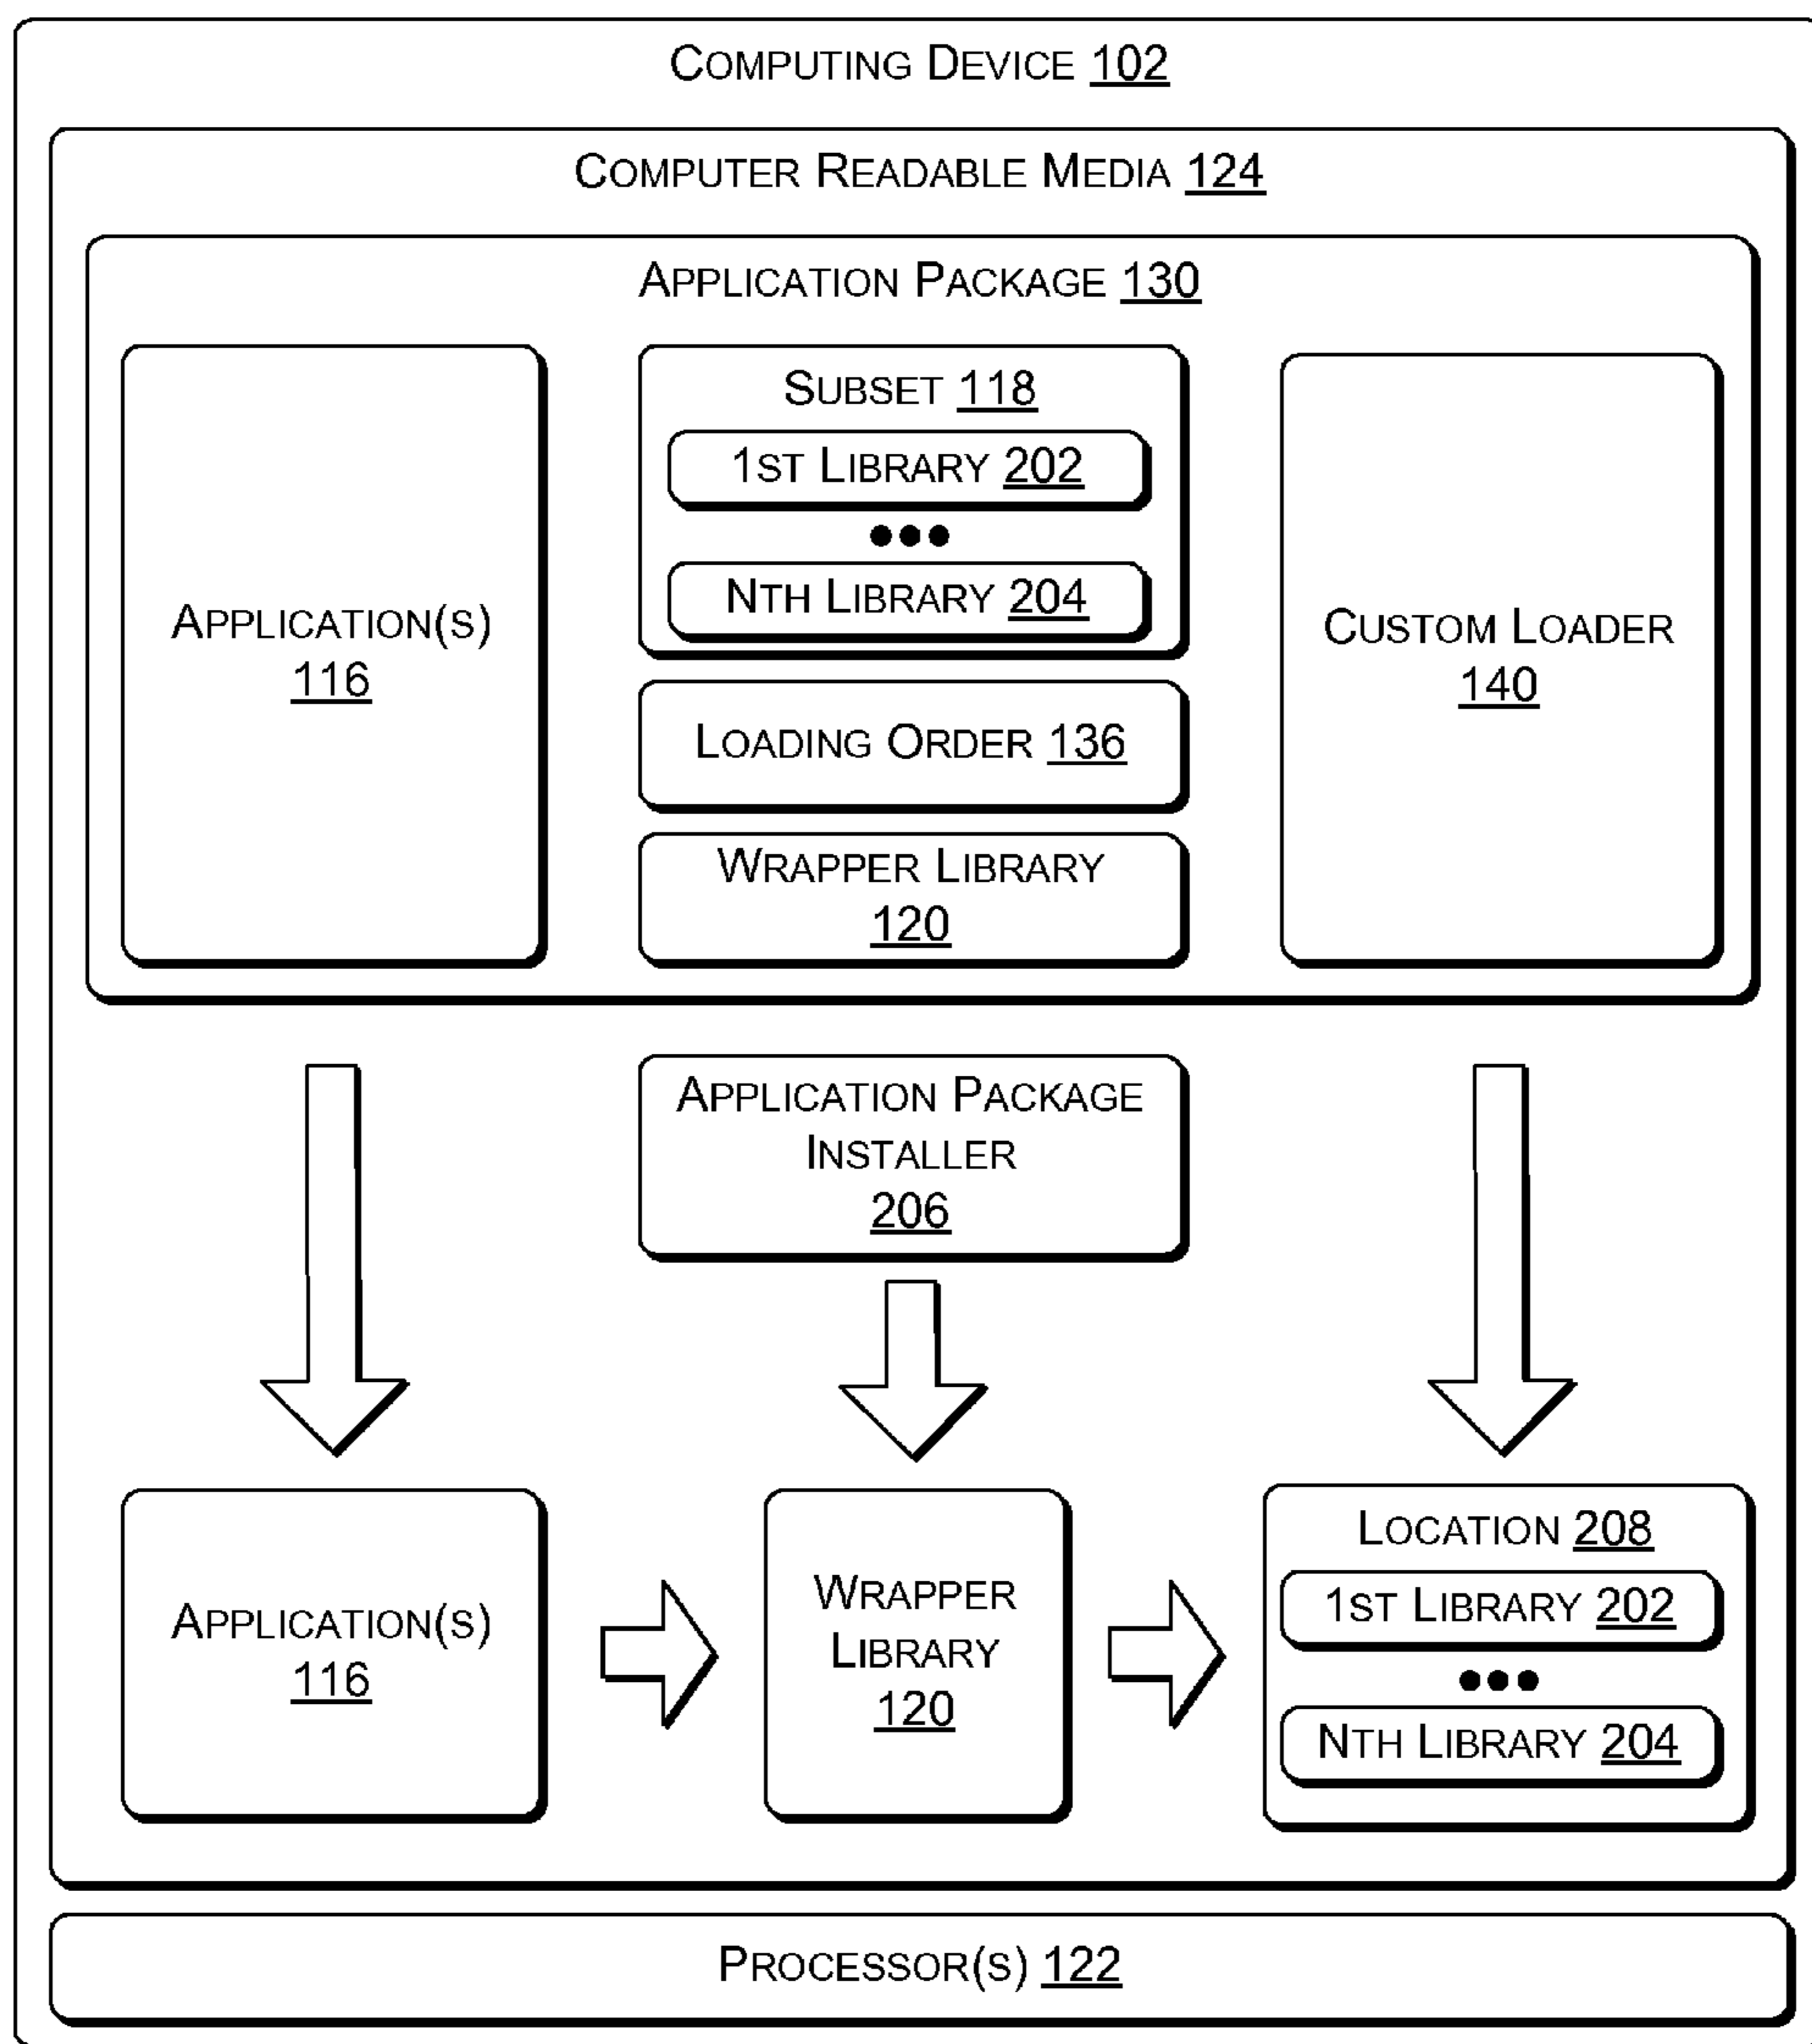 COMPUTING DEVICE 102
COMPUTER READABLE MEDIA 124
APPLICATION PACKAGE 130
APPLICATION(S)
116
SUBSET 118
1ST LIBRARY 202
NTH LIBRARY 204
LOADING ORDER 136
WRAPPER LIBRARY
120
CUSTOM LOADER
140
APPLICATION PACKAGE
INSTALLER
206
APPLICATION(S)
116
WRAPPER
LIBRARY
120
LOCATION 208
1ST LIBRARY 202
NTH LIBRARY 204
PROCESSOR(S) 122